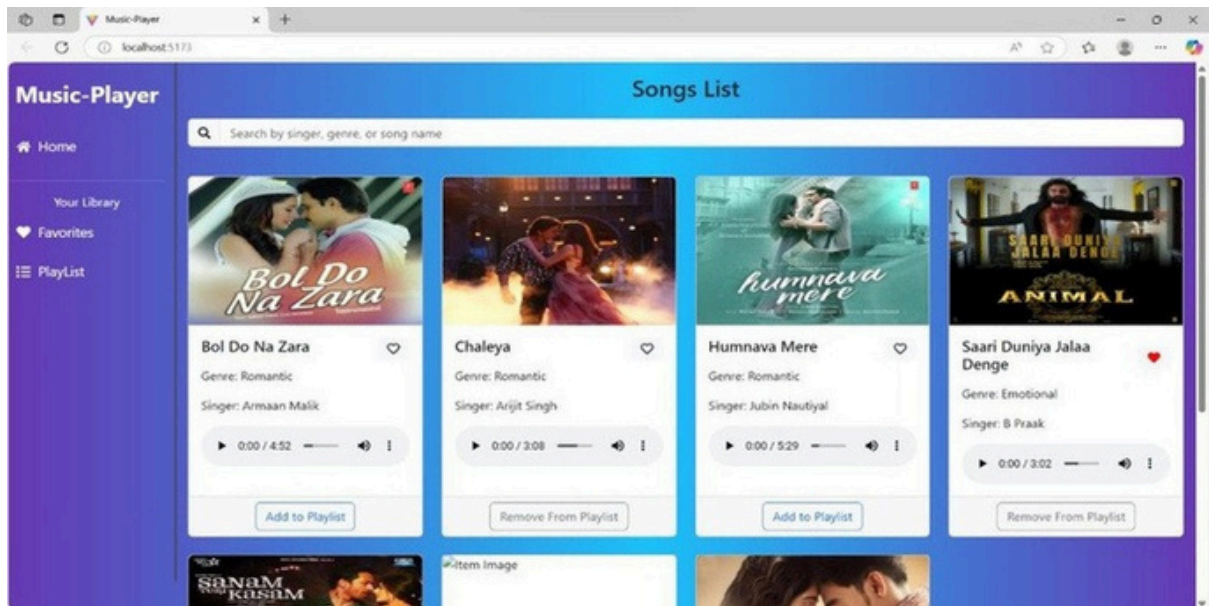 Music-Player
localhost:5173
Music-Player
Home
Your Library
Favorites
PlayList
Songs List
Search by singer, genre, or song name
Bol Do
Na Zara
Bol Do Na Zara
Genre: Romantic
Singer: Armaan Malik
0:00 / 4:52
Add to Playlist
Chaleya
Genre: Romantic
Singer: Arijit Singh
0:00 / 3:08
Remove From Playlist
humnava
mere
Humnava Mere
Genre: Romantic
Singer: Jubin Nautiyal
0:00 / 5:29
Add to Playlist
SAARI DUNIYA
JALAA DENGE
ANIMAL
Saari Duniya Jalaa
Denge
Genre: Emotional
Singer: B Praak
0:00 / 3:02
Remove From Playlist
SANAM
KASAM
item Image